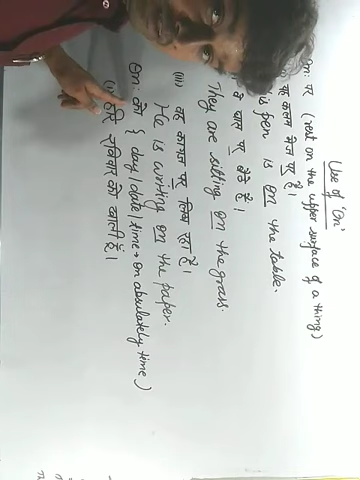 Use of 'On'
On: पर (rest on the upper surface of a thing)
यह कलम मेज पर है।
is pen is on the table.
घास पर बैठे हैं।
They are sitting on the grass.
(iii) वह कागज पर लिख रहा है।
He is writing on the paper.
On: को { day / date / time → on absulately time )
(i) हरि रविवार को खाली है।